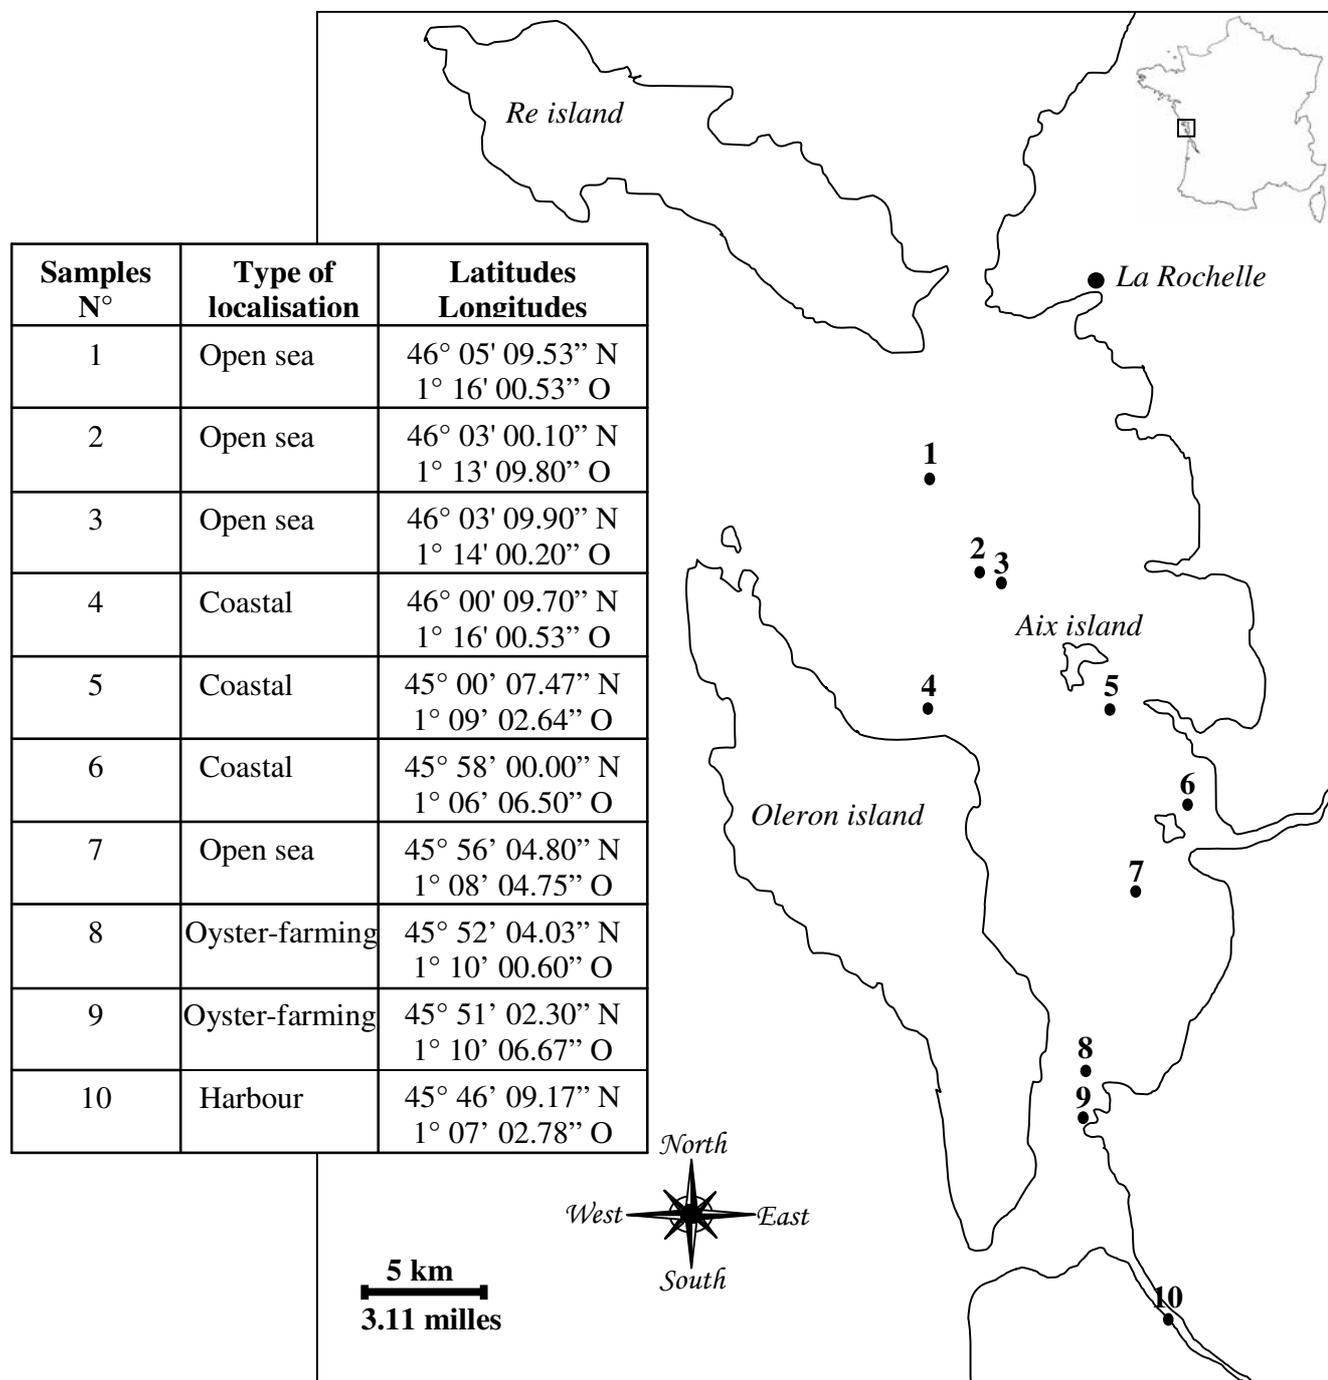 Re island
La Rochelle
Samples
N°
Type of
localisation
Latitudes
Longitudes
1
Open sea
46° 05' 09.53” N
1° 16' 00.53” O
2
Open sea
46° 03' 00.10” N
1° 13' 09.80” O
3
Open sea
46° 03' 09.90” N
1° 14' 00.20” O
4
Coastal
46° 00' 09.70” N
1° 16' 00.53” O
5
Coastal
45° 00’ 07.47” N
1° 09’ 02.64” O
6
Coastal
45° 58’ 00.00” N
1° 06’ 06.50” O
7
Open sea
45° 56’ 04.80” N
1° 08’ 04.75” O
8
Oyster-farming
45° 52’ 04.03” N
1° 10’ 00.60” O
9
Oyster-farming
45° 51’ 02.30” N
1° 10’ 06.67” O
10
Harbour
45° 46’ 09.17” N
1° 07’ 02.78” O
1
2
3
Aix island
4
5
6
Oleron island
7
8
9
10
North
West
East
South
5 km
3.11 milles